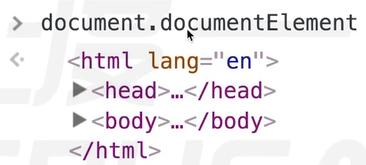 > document.documentElement
<html lang="en">
▶<head>…</head>
▶<body>…</body>
</html>